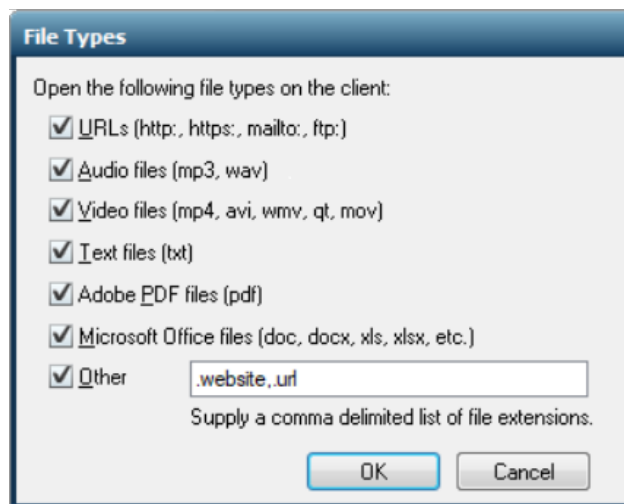 File Types
Open the following file types on the client:
URLs (http:, https:, mailto:, ftp:)
Audio files (mp3, wav)
Video files (mp4, avi, wmv, qt, mov)
Text files (txt)
Adobe PDF files (pdf)
Microsoft Office files (doc, docx, xls, xlsx, etc.)
Other .website,.url
Supply a comma delimited list of file extensions.
OK Cancel